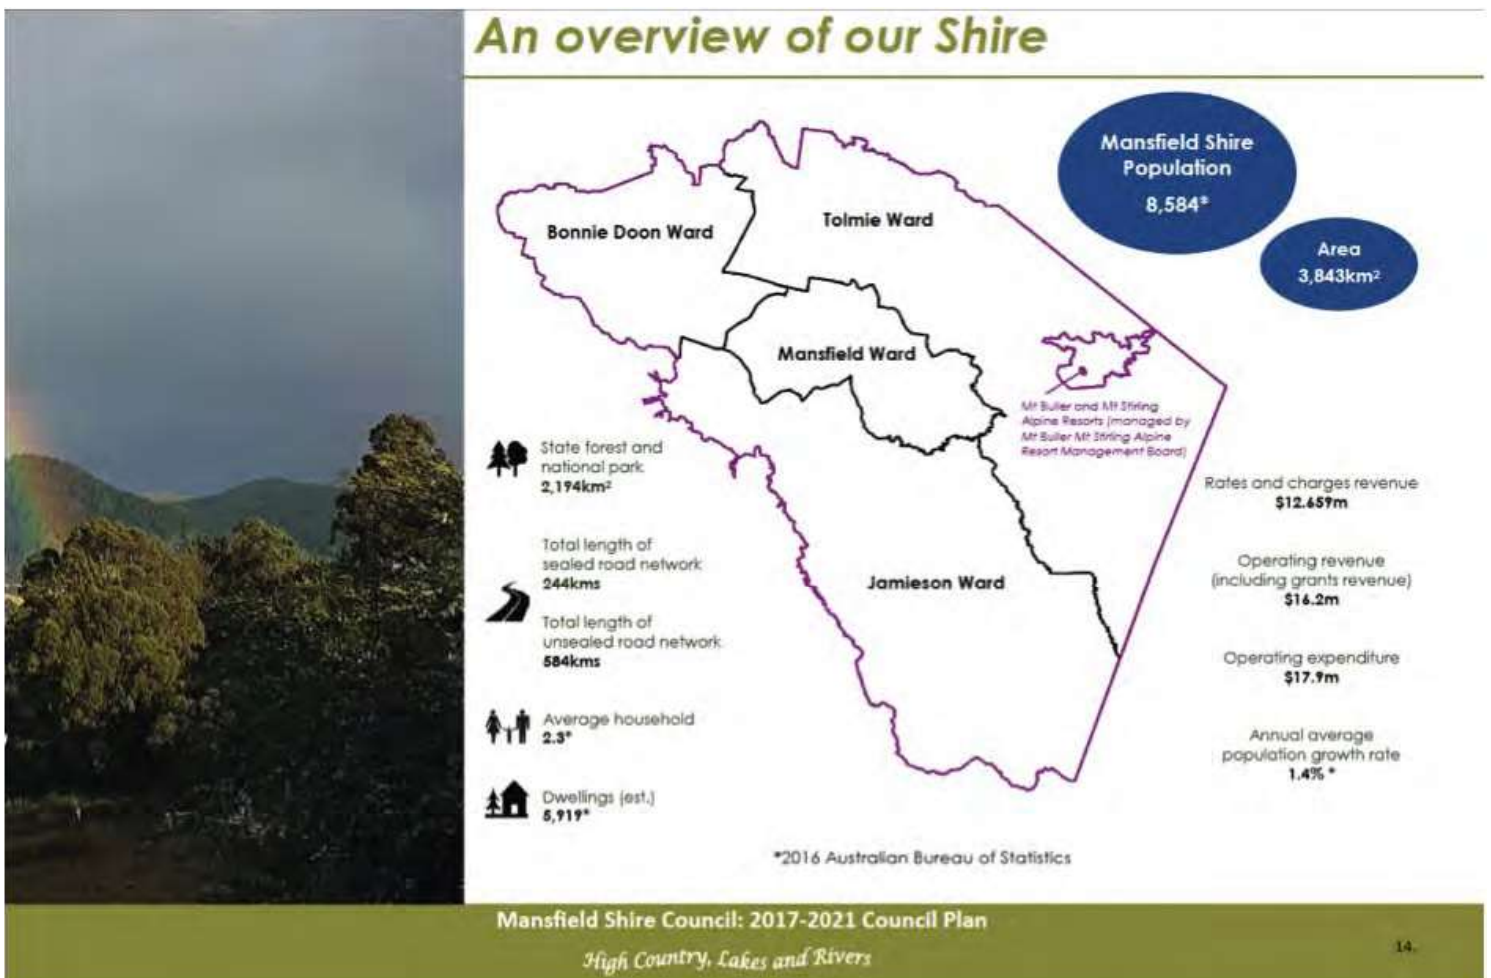 An overview of our Shire
Mansfield Shire
Population
8,584*
Area
3,843km²
Bonnie Doon Ward
Tolmie Ward
Mansfield Ward
Jamieson Ward
Mt Buller and Mt Stirling
Alpine Resorts (managed by
Mt Buller Mt Stirling Alpine
Resort Management Board)
State forest and
national park
2,194km²
Total length of
sealed road network
244kms
Total length of
unsealed road network
584kms
Average household
2.3*
Dwellings (est.)
5,919*
Rates and charges revenue
$12.659m
Operating revenue
(including grants revenue)
$16.2m
Operating expenditure
$17.9m
Annual average
population growth rate
1.4% *
*2016 Australian Bureau of Statistics
Mansfield Shire Council: 2017-2021 Council Plan
High Country, Lakes and Rivers
14.